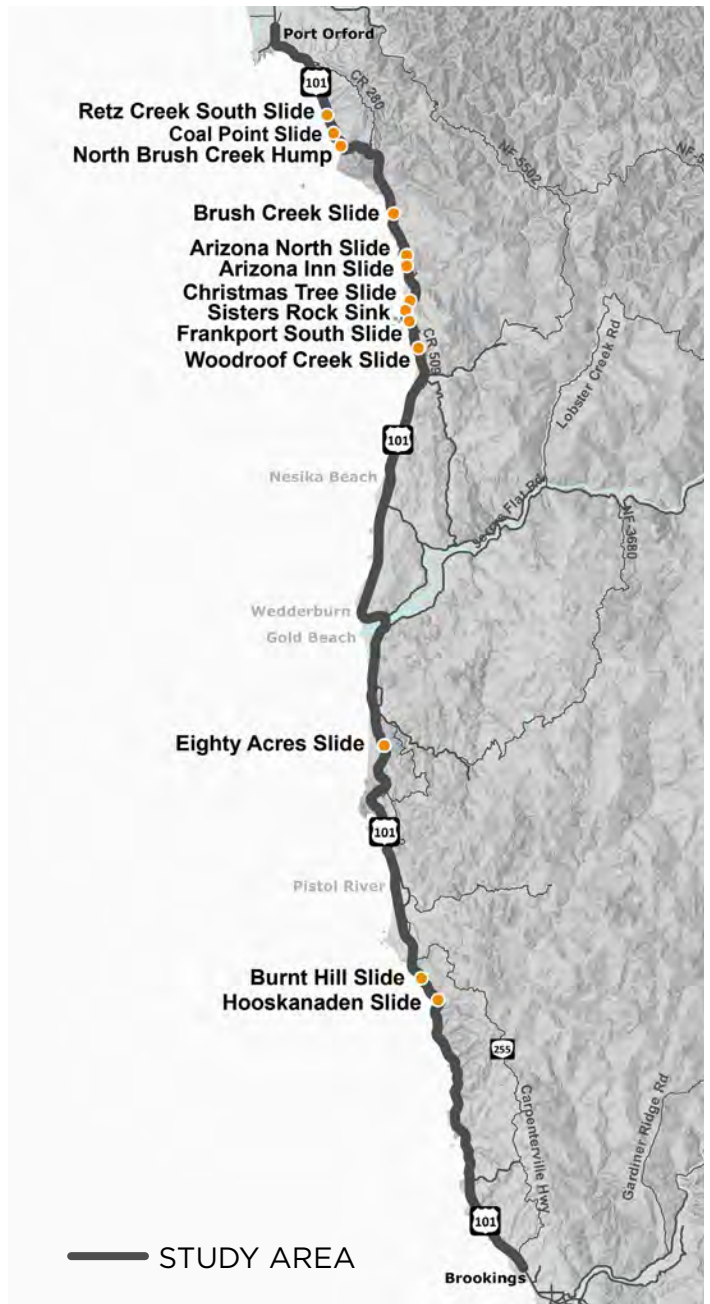 Port Orford
101
CR 280
Retz Creek South Slide
Coal Point Slide
North Brush Creek Hump
NF-5502
Brush Creek Slide
Arizona North Slide
Arizona Inn Slide
Christmas Tree Slide
Sisters Rock Sink
Frankport South Slide
Woodroof Creek Slide
CR 509
Lobster Creek Rd
101
Nesika Beach
Jerrys Flat Rd
NF-3680
Wedderburn
Gold Beach
Eighty Acres Slide
101
Pistol River
Burnt Hill Slide
Hooskanaden Slide
255
Carpenterville Hwy
Gardiner Ridge Rd
101
STUDY AREA
Brookings